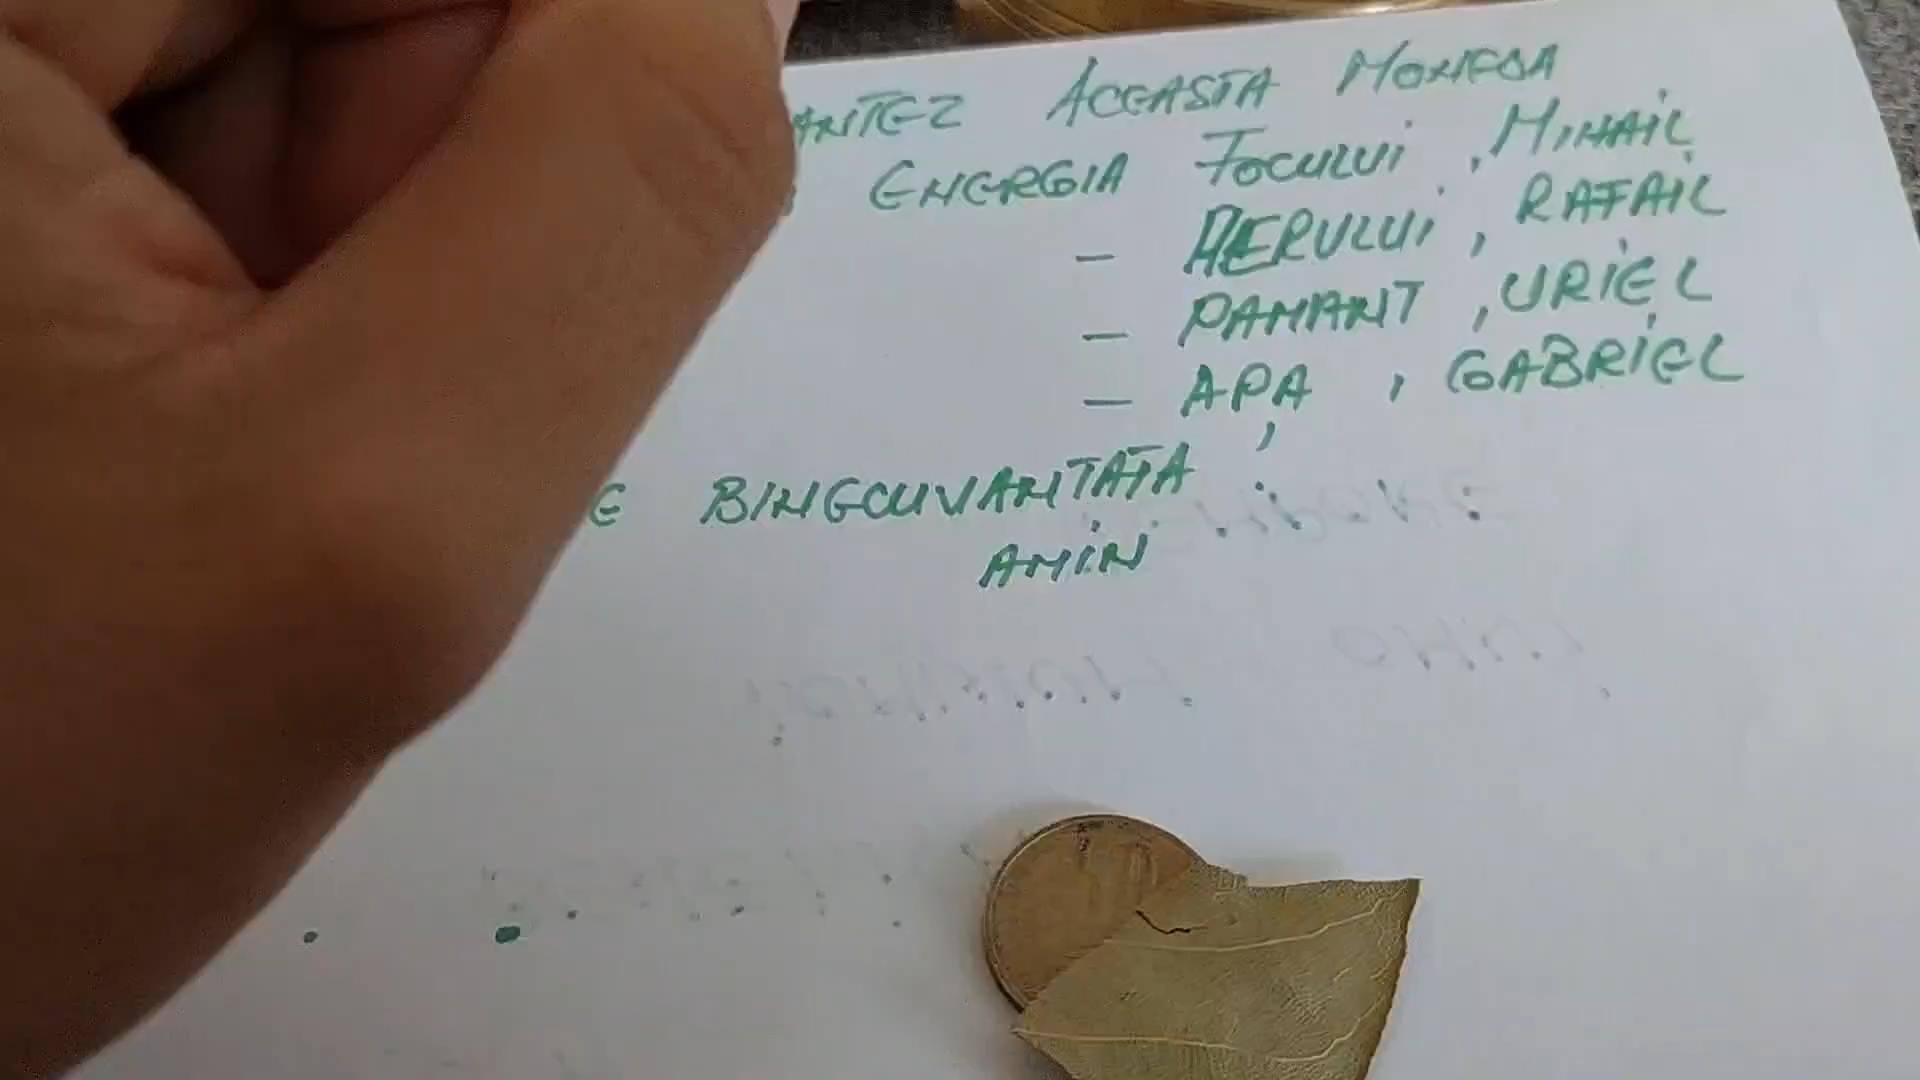 ANTEZ ACEASTA MONEDA
ENERGIA FOCULUI, MIHAIL
- AERULUI, RAFAIL
- PAMANT, URIEL
- APA, GABRIEL,
E BINECUVANTATA
AMIN